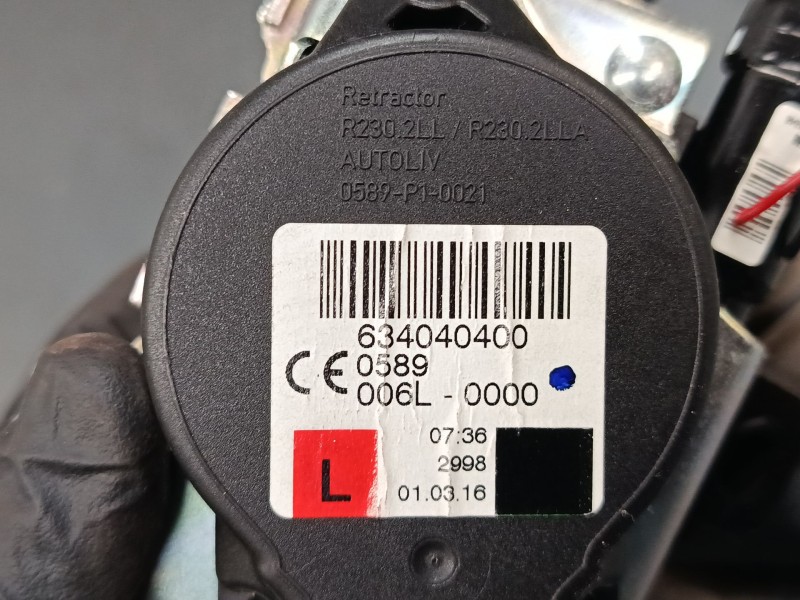 Retractor
R230.2LL / R230.2LLA
AUTOLIV
0589-P1-0021
634040400
CE 0589
006L - 0000
07:36
2998
L 01.03.16